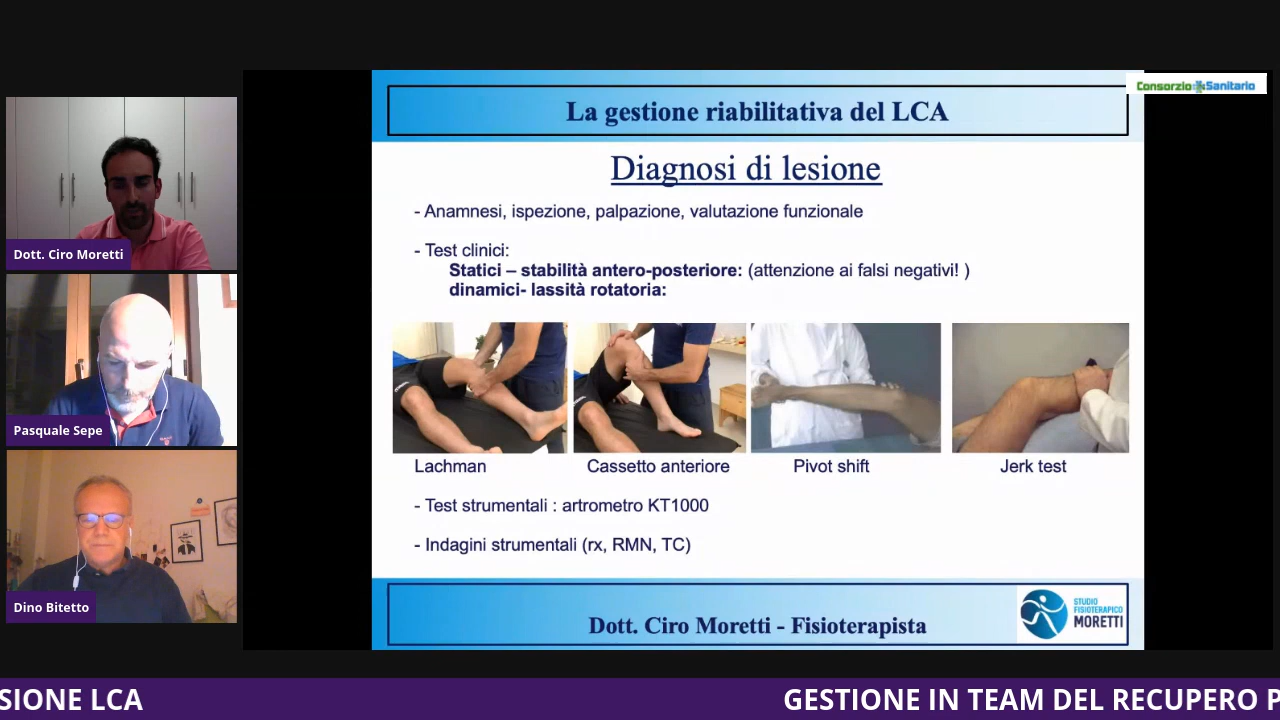 Consorzio Sanitario
La gestione riabilitativa del LCA
Diagnosi di lesione
- Anamnesi, ispezione, palpazione, valutazione funzionale
- Test clinici:
Statici – stabilità antero-posteriore: (attenzione ai falsi negativi! )
dinamici- lassità rotatoria:
Lachman
Cassetto anteriore
Pivot shift
Jerk test
- Test strumentali : artrometro KT1000
- Indagini strumentali (rx, RMN, TC)
Dott. Ciro Moretti - Fisioterapista
STUDIO
FISIOTERAPICO
MORETTI
Dott. Ciro Moretti
Pasquale Sepe
Dino Bitetto
SIONE LCA
GESTIONE IN TEAM DEL RECUPERO P